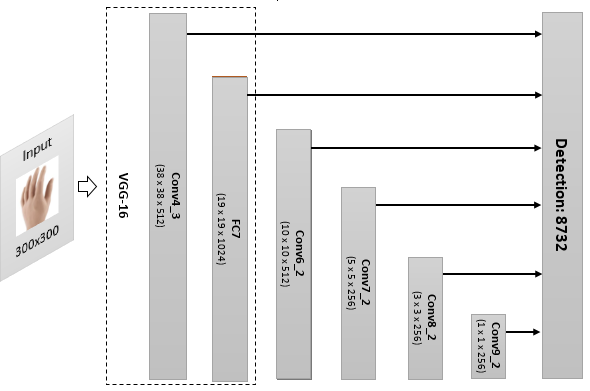 Input
300x300
VGG-16
Conv4_3
(38 x 38 x 512)
FC7
(19 x 19 x 1024)
Conv6_2
(10 x 10 x 512)
Conv7_2
(5 x 5 x 256)
Conv8_2
(3 x 3 x 256)
Conv9_2
(1 x 1 x 256)
Detection: 8732